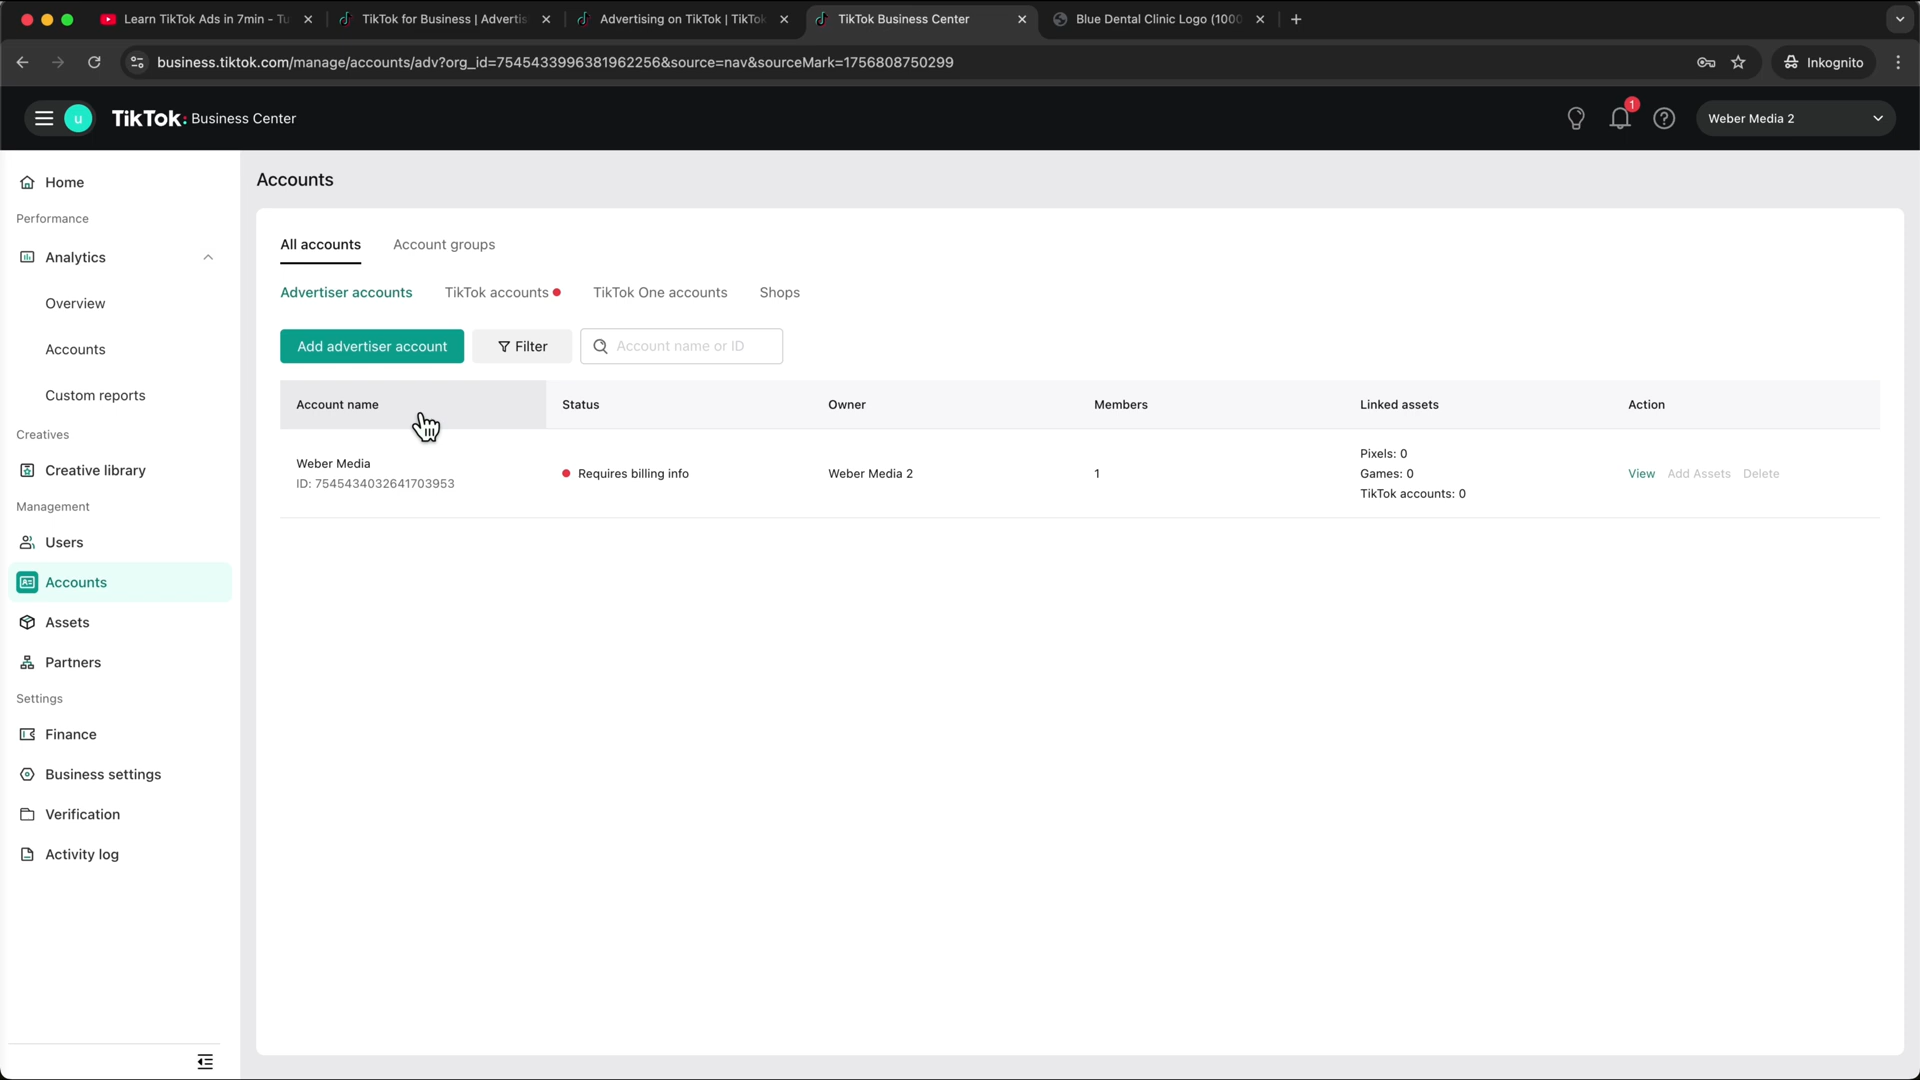 Learn TikTok Ads in 7min - Tu
TikTok for Business | Advertis
Advertising on TikTok | TikTok
TikTok Business Center
Blue Dental Clinic Logo (1000
business.tiktok.com/manage/accounts/adv?org_id=7545433996381962256&source=nav&sourceMark=1756808750299
Inkognito
u
TikTok: Business Center
1
Weber Media 2
Home
Performance
Analytics
Overview
Accounts
Custom reports
Creatives
Creative library
Management
Users
Accounts
Assets
Partners
Settings
Finance
Business settings
Verification
Activity log
Accounts
All accounts
Account groups
Advertiser accounts
TikTok accounts
TikTok One accounts
Shops
Add advertiser account
Filter
Account name or ID
Account name
Status
Owner
Members
Linked assets
Action
Weber Media
ID: 7545434032641703953
Requires billing info
Weber Media 2
1
Pixels: 0
Games: 0
TikTok accounts: 0
View
Add Assets
Delete